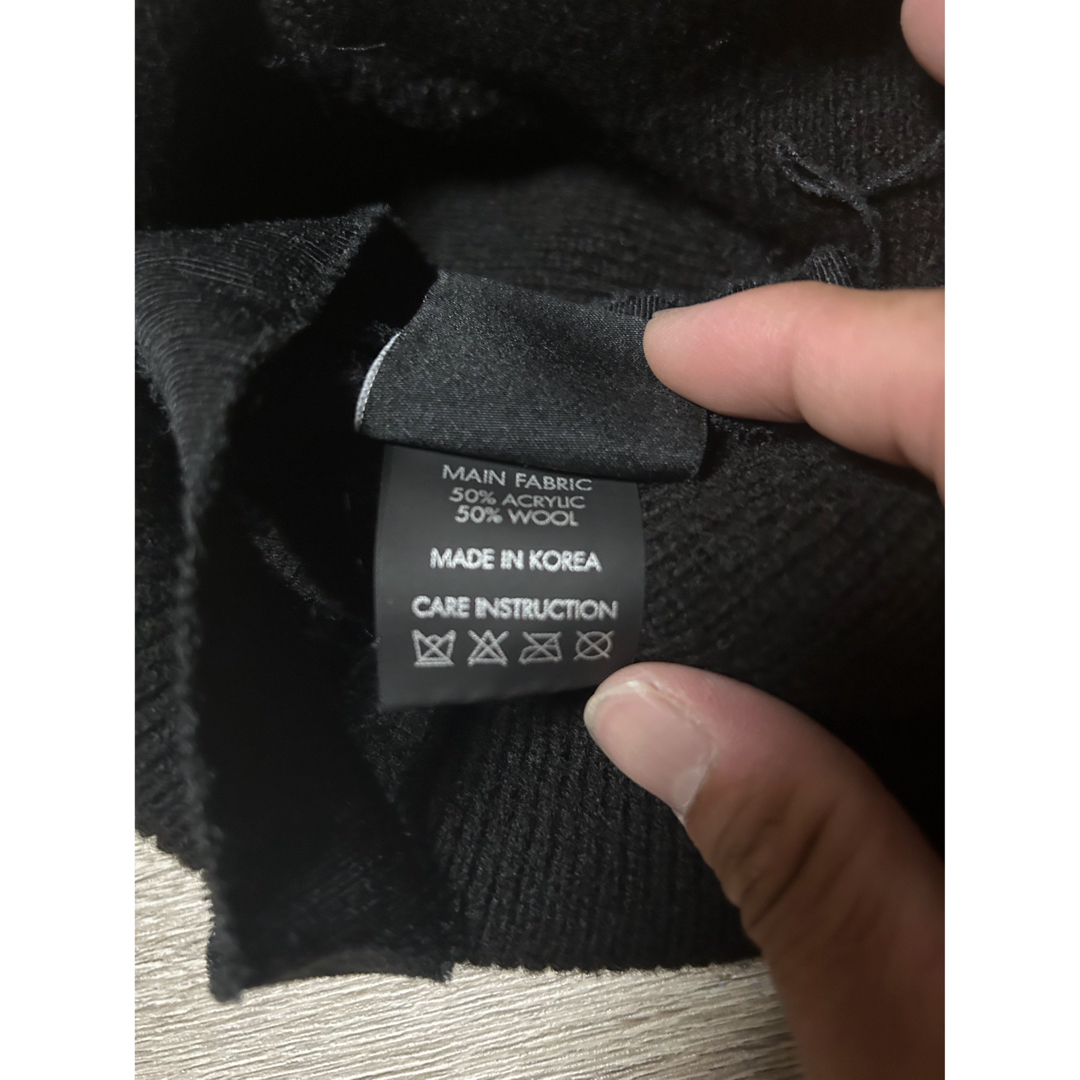 MAIN FABRIC
50% ACRYLIC
50% WOOL
MADE IN KOREA
CARE INSTRUCTION